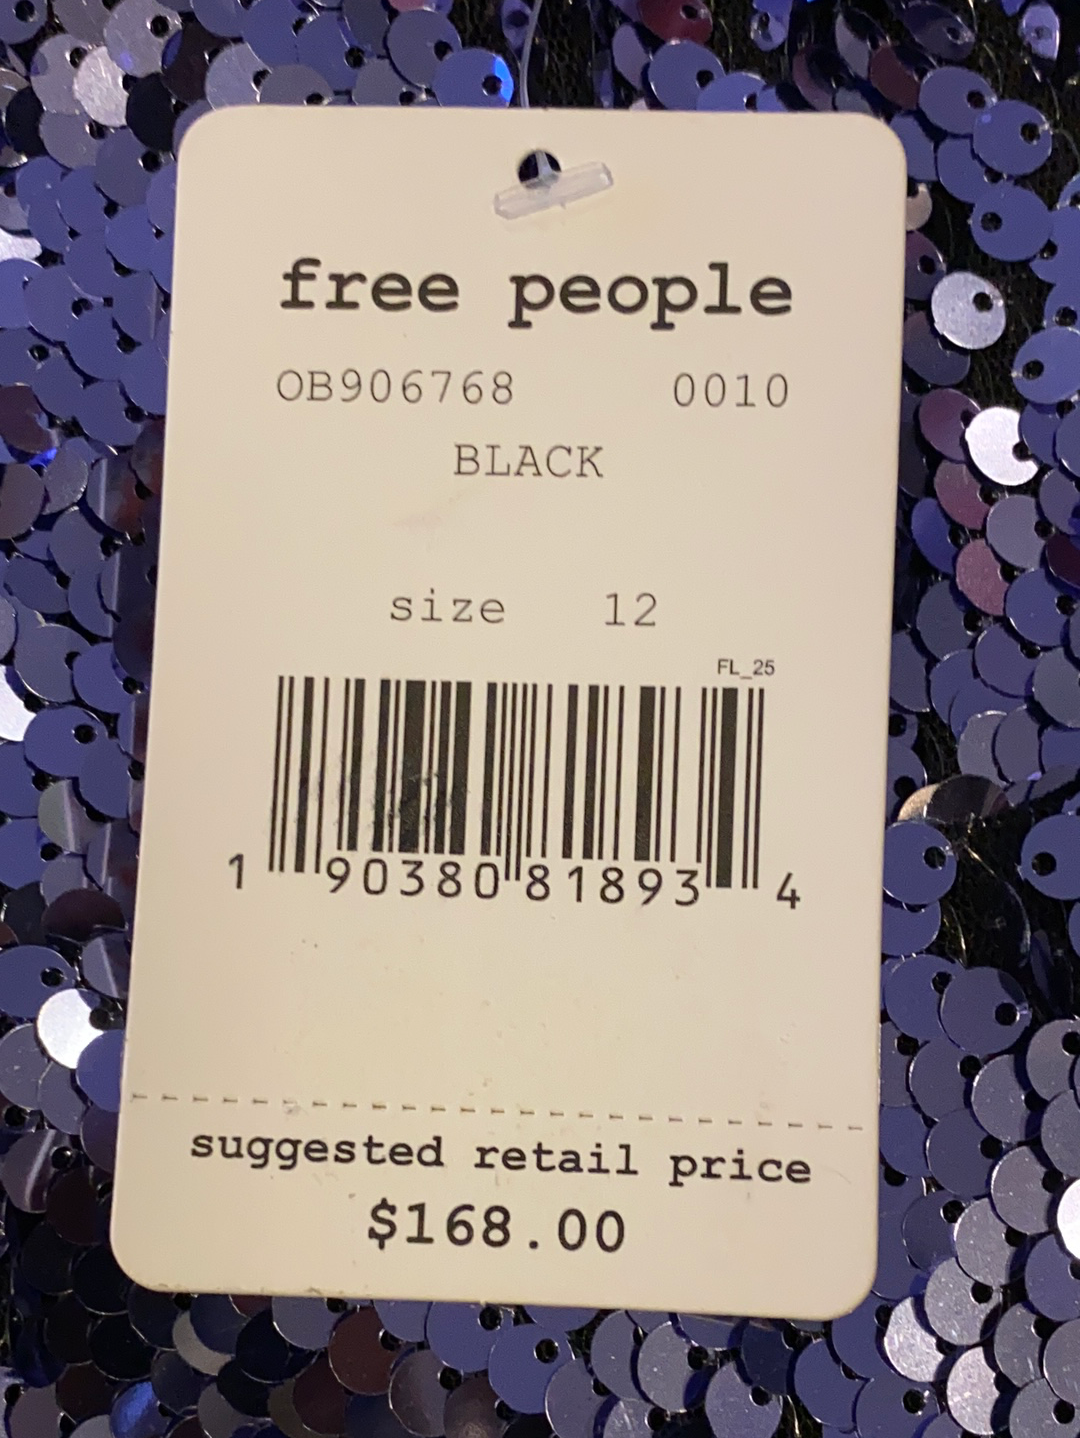 free people
OB906768 0010
BLACK
size 12
FL_25
1 90380 81893 4
suggested retail price
$168.00